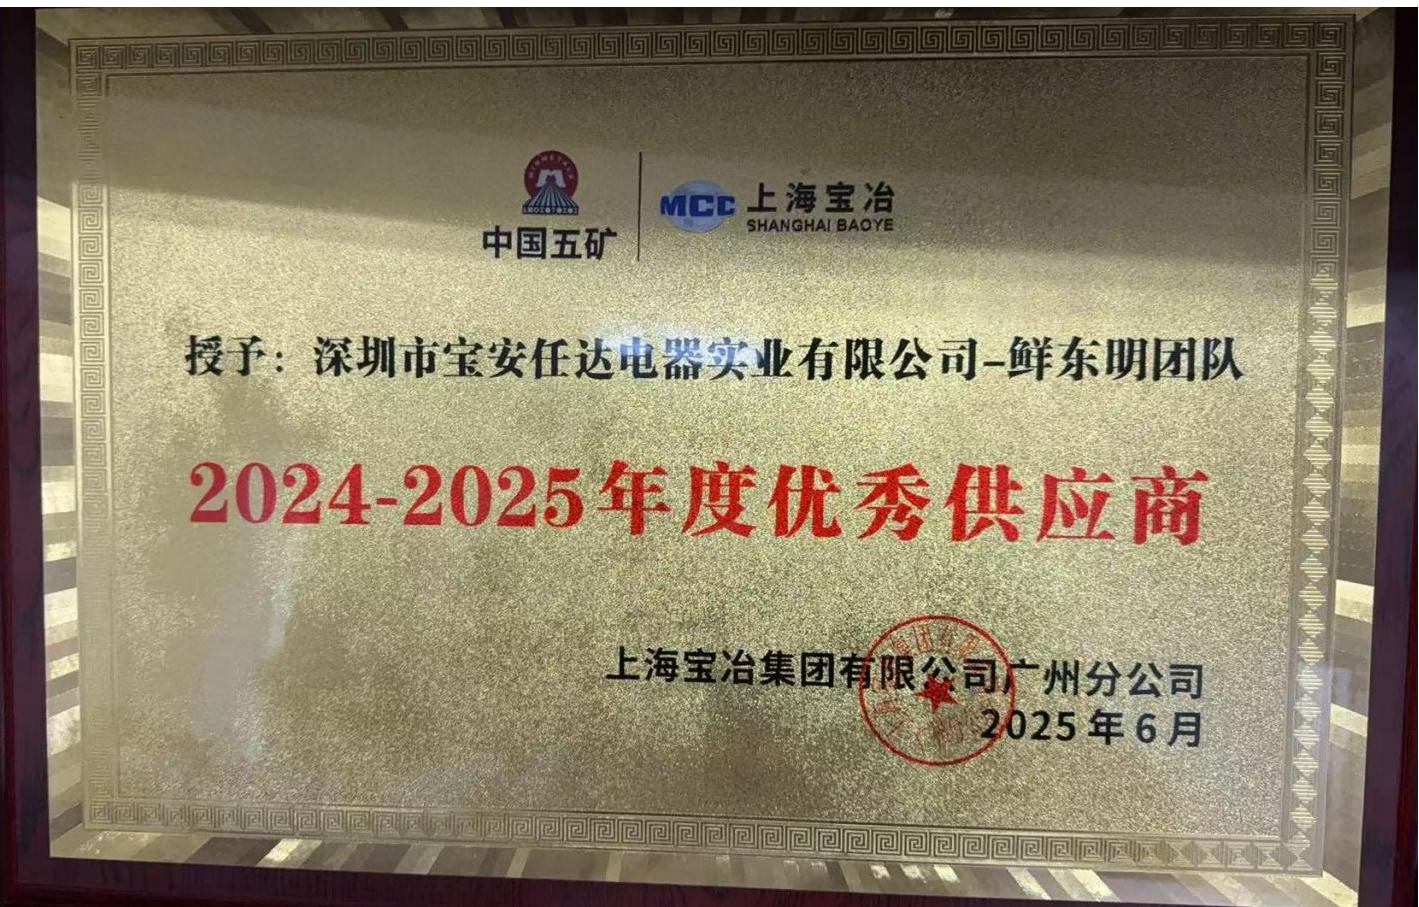 MINMETALS
中国五矿
MCC 上海宝冶
SHANGHAI BAOYE
授予：深圳市宝安任达电器实业有限公司-鲜东明团队
2024-2025年度优秀供应商
上海宝冶集团有限公司广州分公司
2025年6月